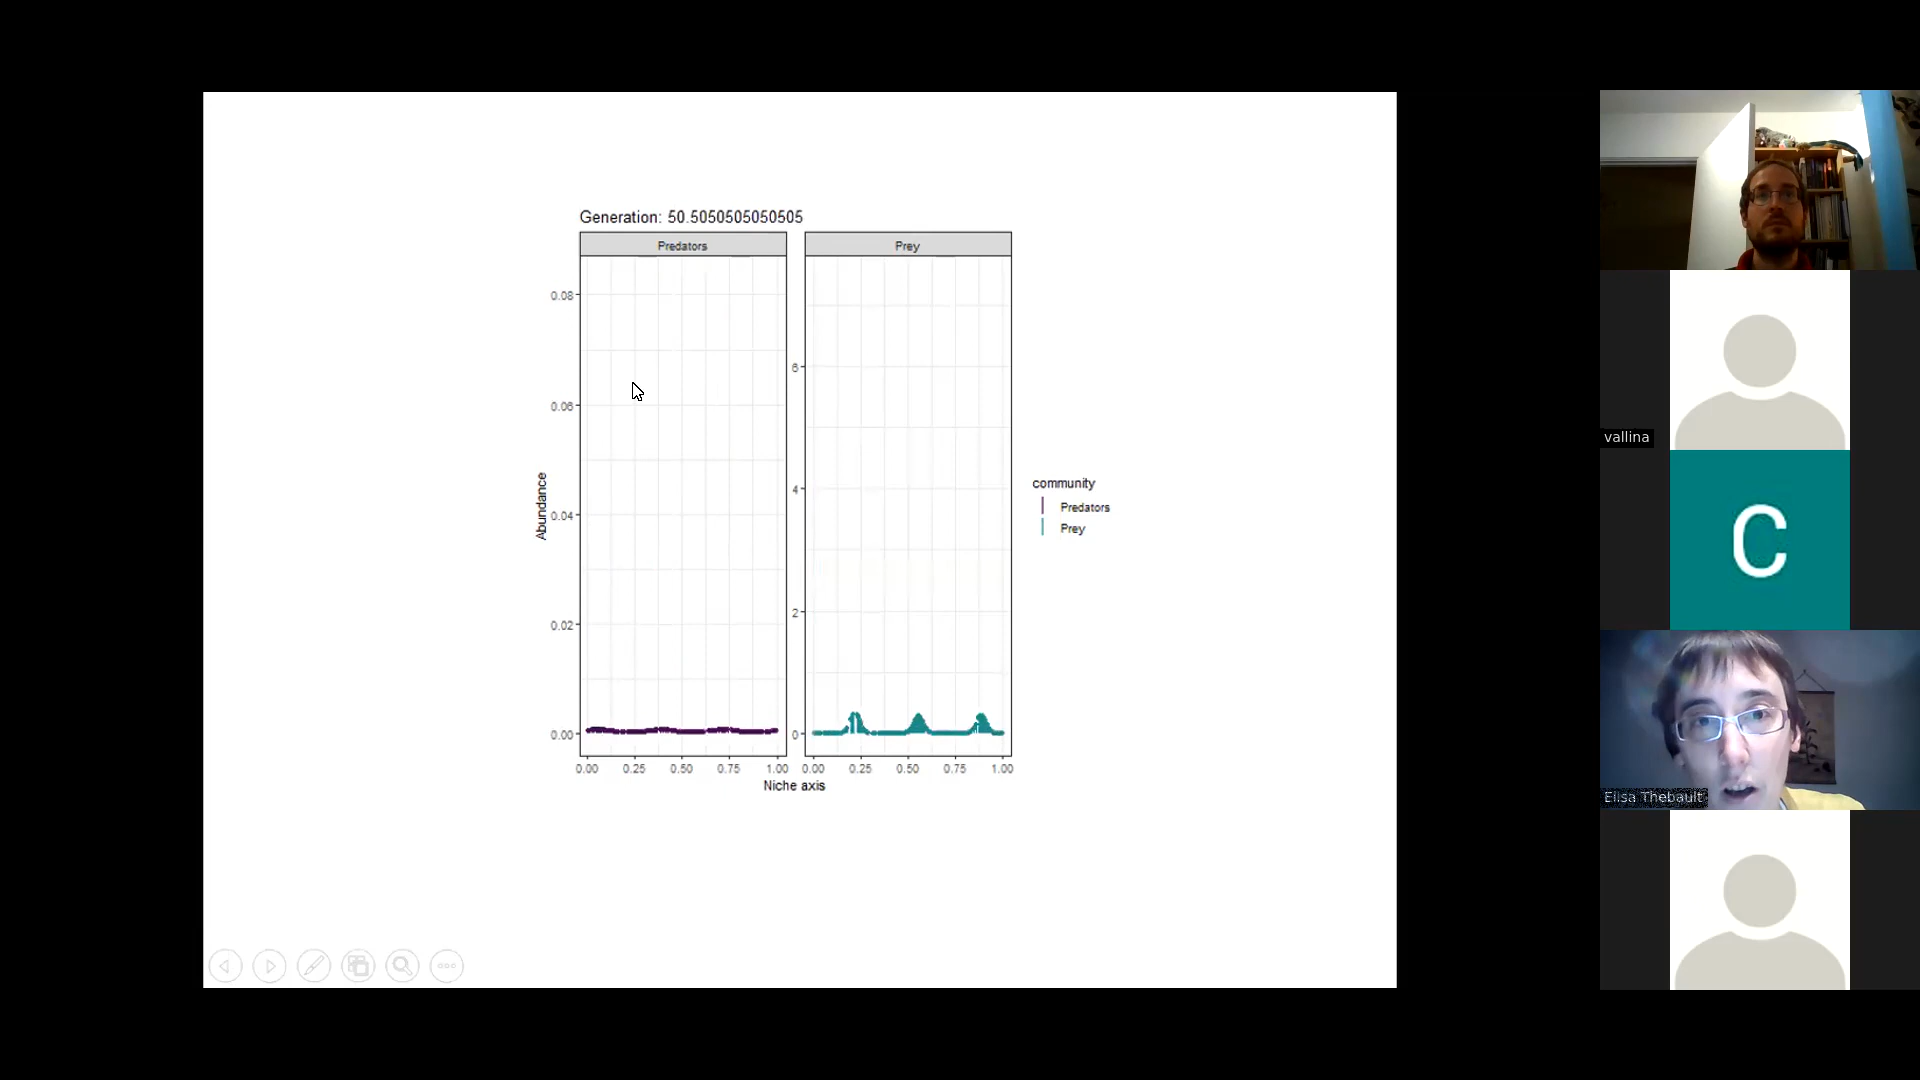 Generation: 50.5050505050505
Predators
Prey
0.08
0.06
0.04
0.02
0.00
6
4
2
0
Abundance
0.00 0.25 0.50 0.75 1.00
0.00 0.25 0.50 0.75 1.00
Niche axis
community
Predators
Prey
vallina
C
Elisa Thebault